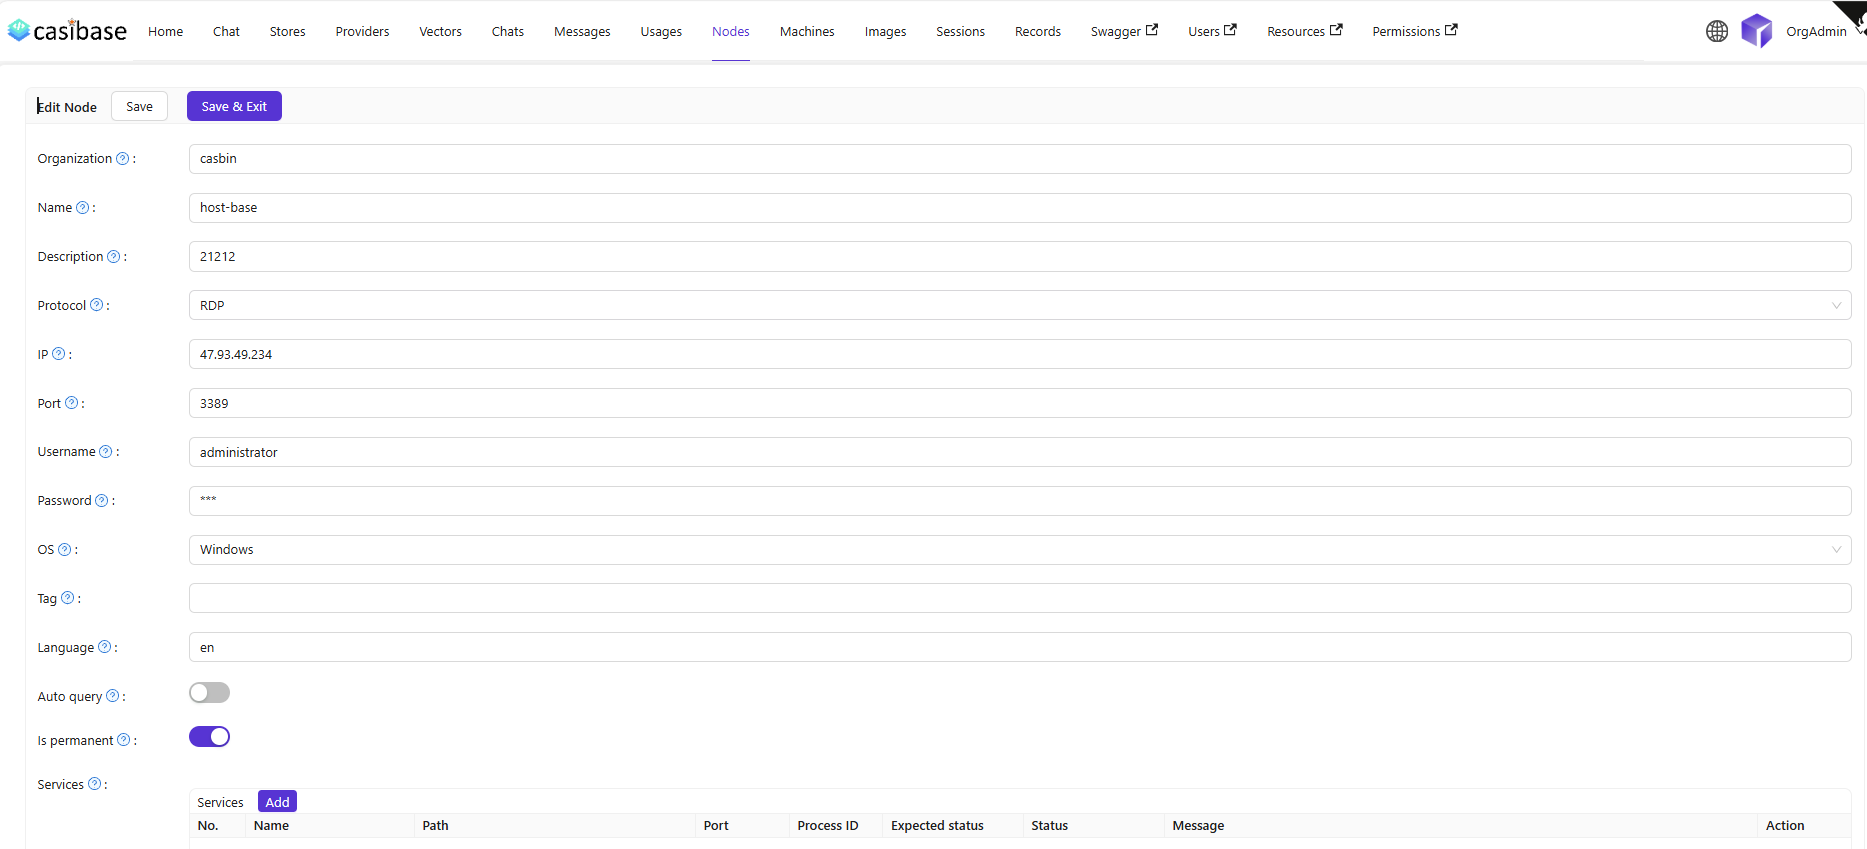 casibase Home Chat Stores Providers Vectors Chats Messages Usages Nodes Machines Images Sessions Records Swagger Users Resources Permissions OrgAdmin
Edit Node Save Save & Exit
Organization ? : casbin
Name ? : host-base
Description ? : 21212
Protocol ? : RDP
IP ? : 47.93.49.234
Port ? : 3389
Username ? : administrator
Password ? : ***
OS ? : Windows
Tag ? :
Language ? : en
Auto query ? :
Is permanent ? :
Services ? :
Services Add
No. Name Path Port Process ID Expected status Status Message Action